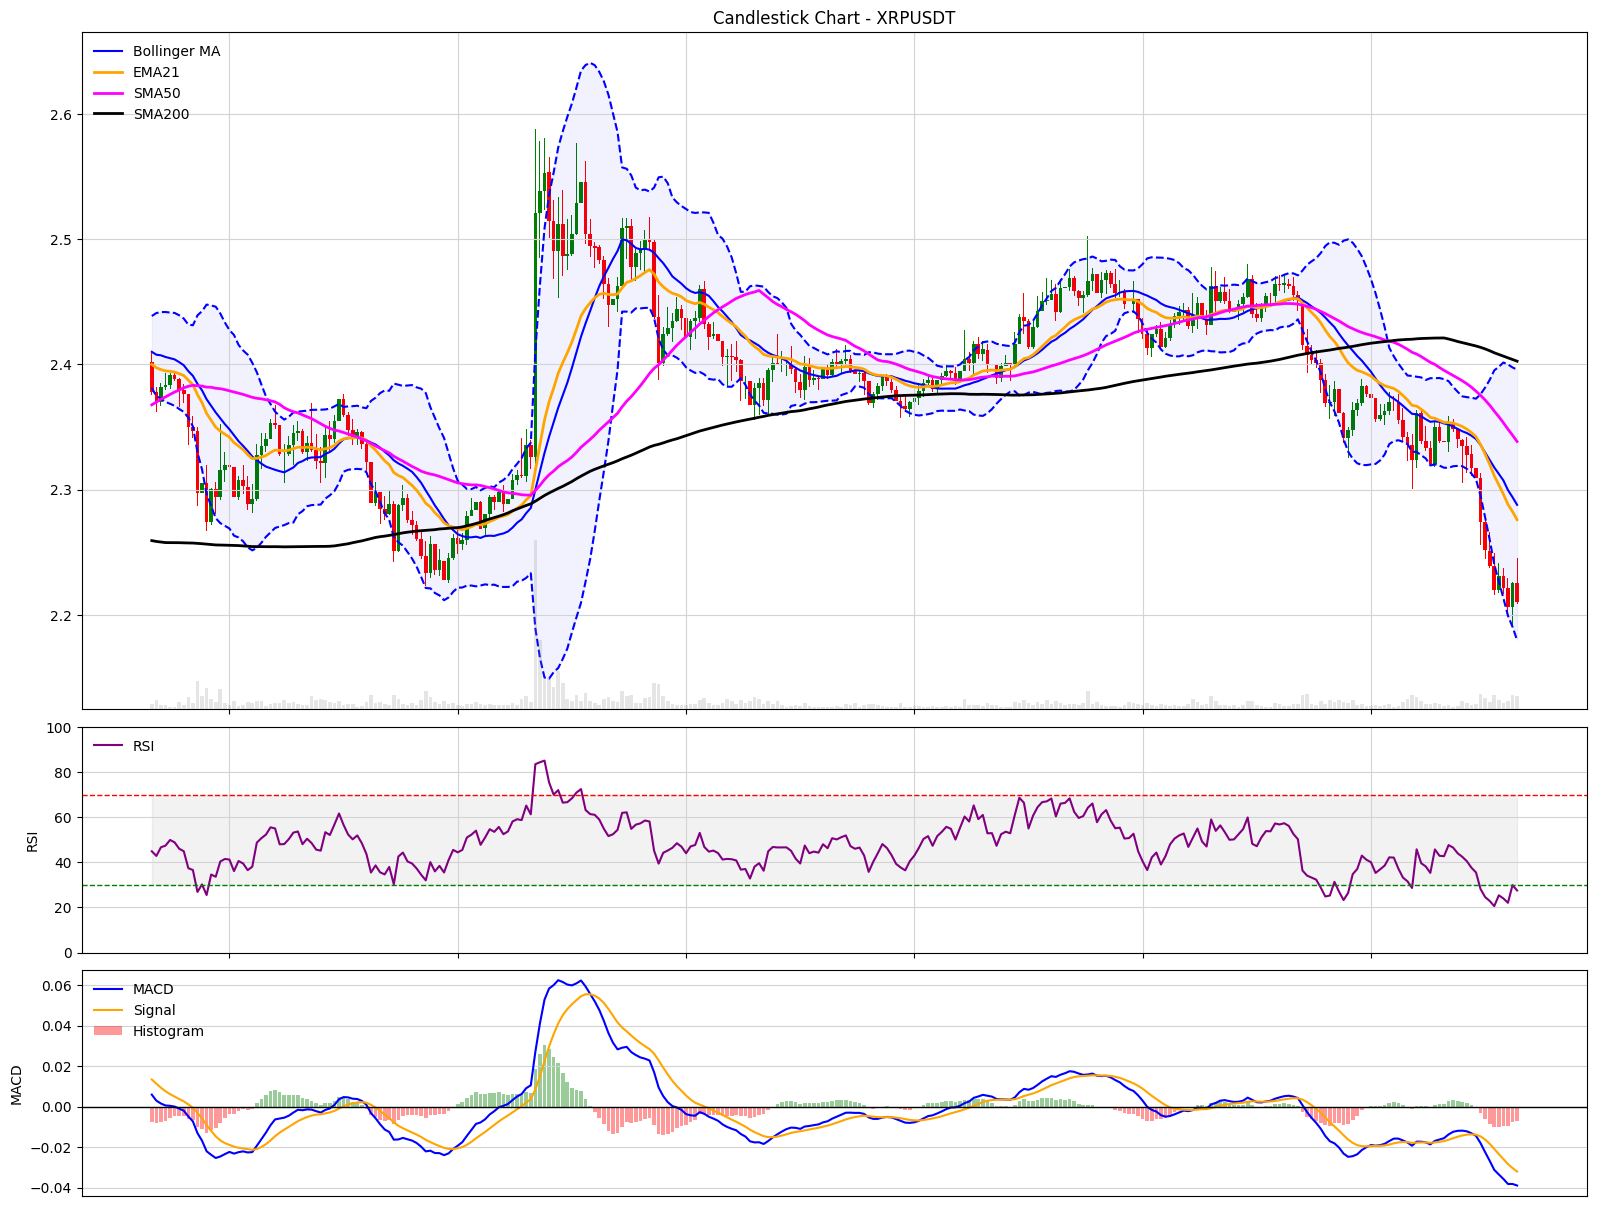 Candlestick Chart - XRPUSDT
Bollinger MA
EMA21
SMA50
SMA200
2.6
2.5
2.4
2.3
2.2
RSI
100
80
60
40
20
0
RSI
MACD
Signal
Histogram
0.06
0.04
0.02
0.00
−0.02
−0.04
MACD